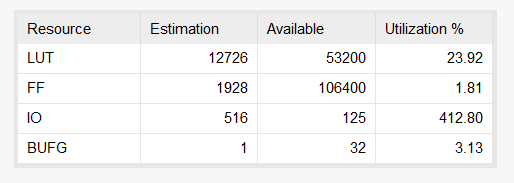 Resource Estimation Available Utilization %
LUT 12726 53200 23.92
FF 1928 106400 1.81
IO 516 125 412.80
BUFG 1 32 3.13